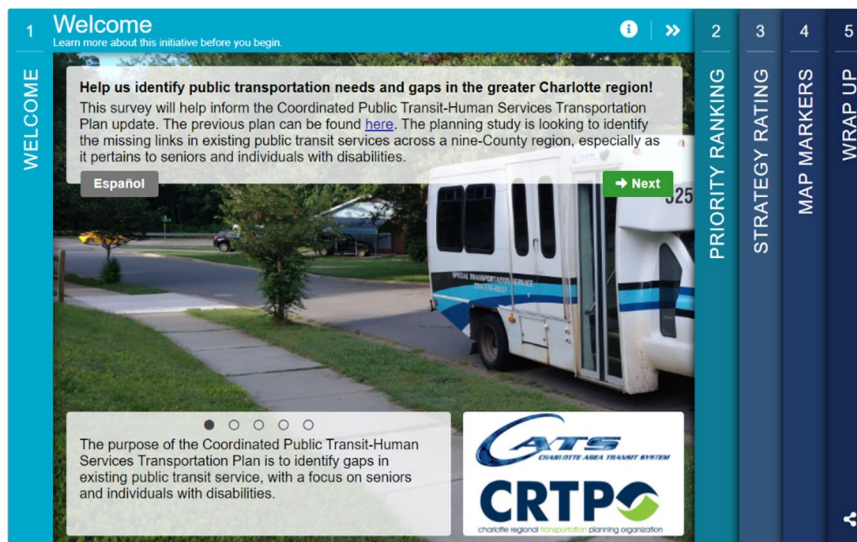 1
WELCOME
Welcome
Learn more about this initiative before you begin.
Help us identify public transportation needs and gaps in the greater Charlotte region!
This survey will help inform the Coordinated Public Transit-Human Services Transportation
Plan update. The previous plan can be found here. The planning study is looking to identify
the missing links in existing public transit services across a nine-County region, especially as
it pertains to seniors and individuals with disabilities.
Español
Next
325
SPECIAL TRANSPORTATION SERVICE
The purpose of the Coordinated Public Transit-Human
Services Transportation Plan is to identify gaps in
existing public transit service, with a focus on seniors
and individuals with disabilities.
CATS
CHARLOTTE AREA TRANSIT SYSTEM
CRTPO
charlotte regional transportation planning organization
2
PRIORITY RANKING
3
STRATEGY RATING
4
MAP MARKERS
5
WRAP UP